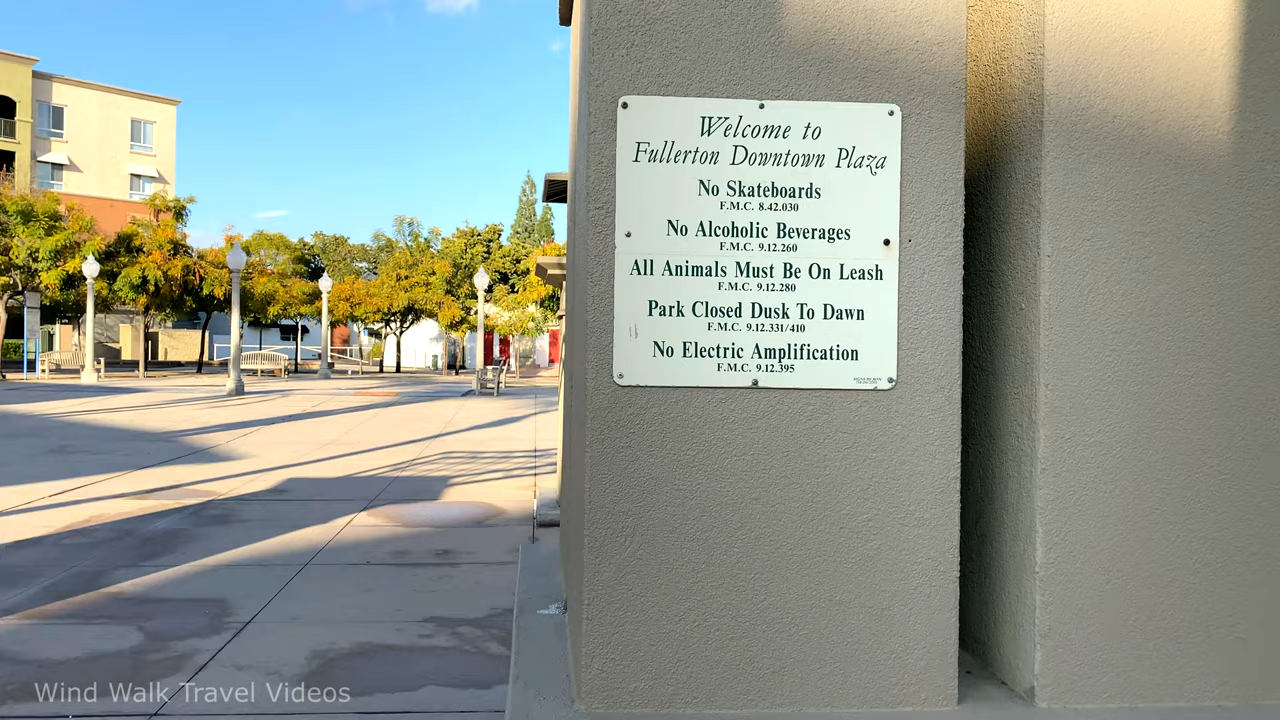 Welcome to
Fullerton Downtown Plaza
No Skateboards
F.M.C. 8.42.030
No Alcoholic Beverages
F.M.C. 9.12.260
All Animals Must Be On Leash
F.M.C. 9.12.280
Park Closed Dusk To Dawn
F.M.C. 9.12.331/410
No Electric Amplification
F.M.C. 9.12.395
Wind Walk Travel Videos